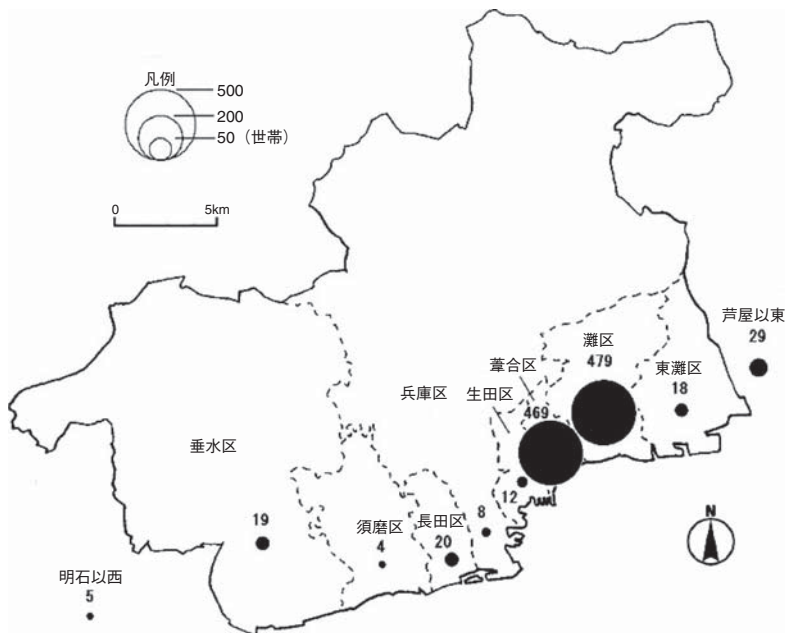 凡例
500
200
50（世帯）
0 5km
芦屋以東
29
灘区
479
東灘区
18
葺合区
469
生田区
12
兵庫区
8
垂水区
19
須磨区
4
長田区
20
明石以西
5
N